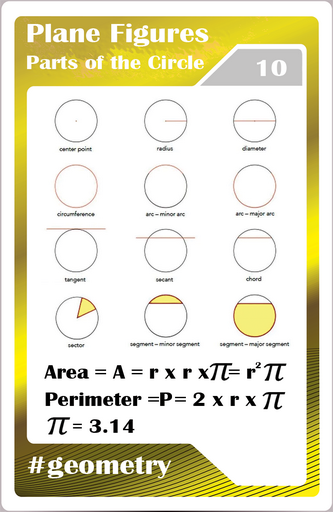 Plane Figures
Parts of the Circle
10
center point radius diameter
circumference arc – minor arc arc – major arc
tangent secant chord
sector segment – minor segment segment – major segment
Area = A = r x r xπ= r²π
Perimeter =P= 2 x r x π
π = 3.14
#geometry